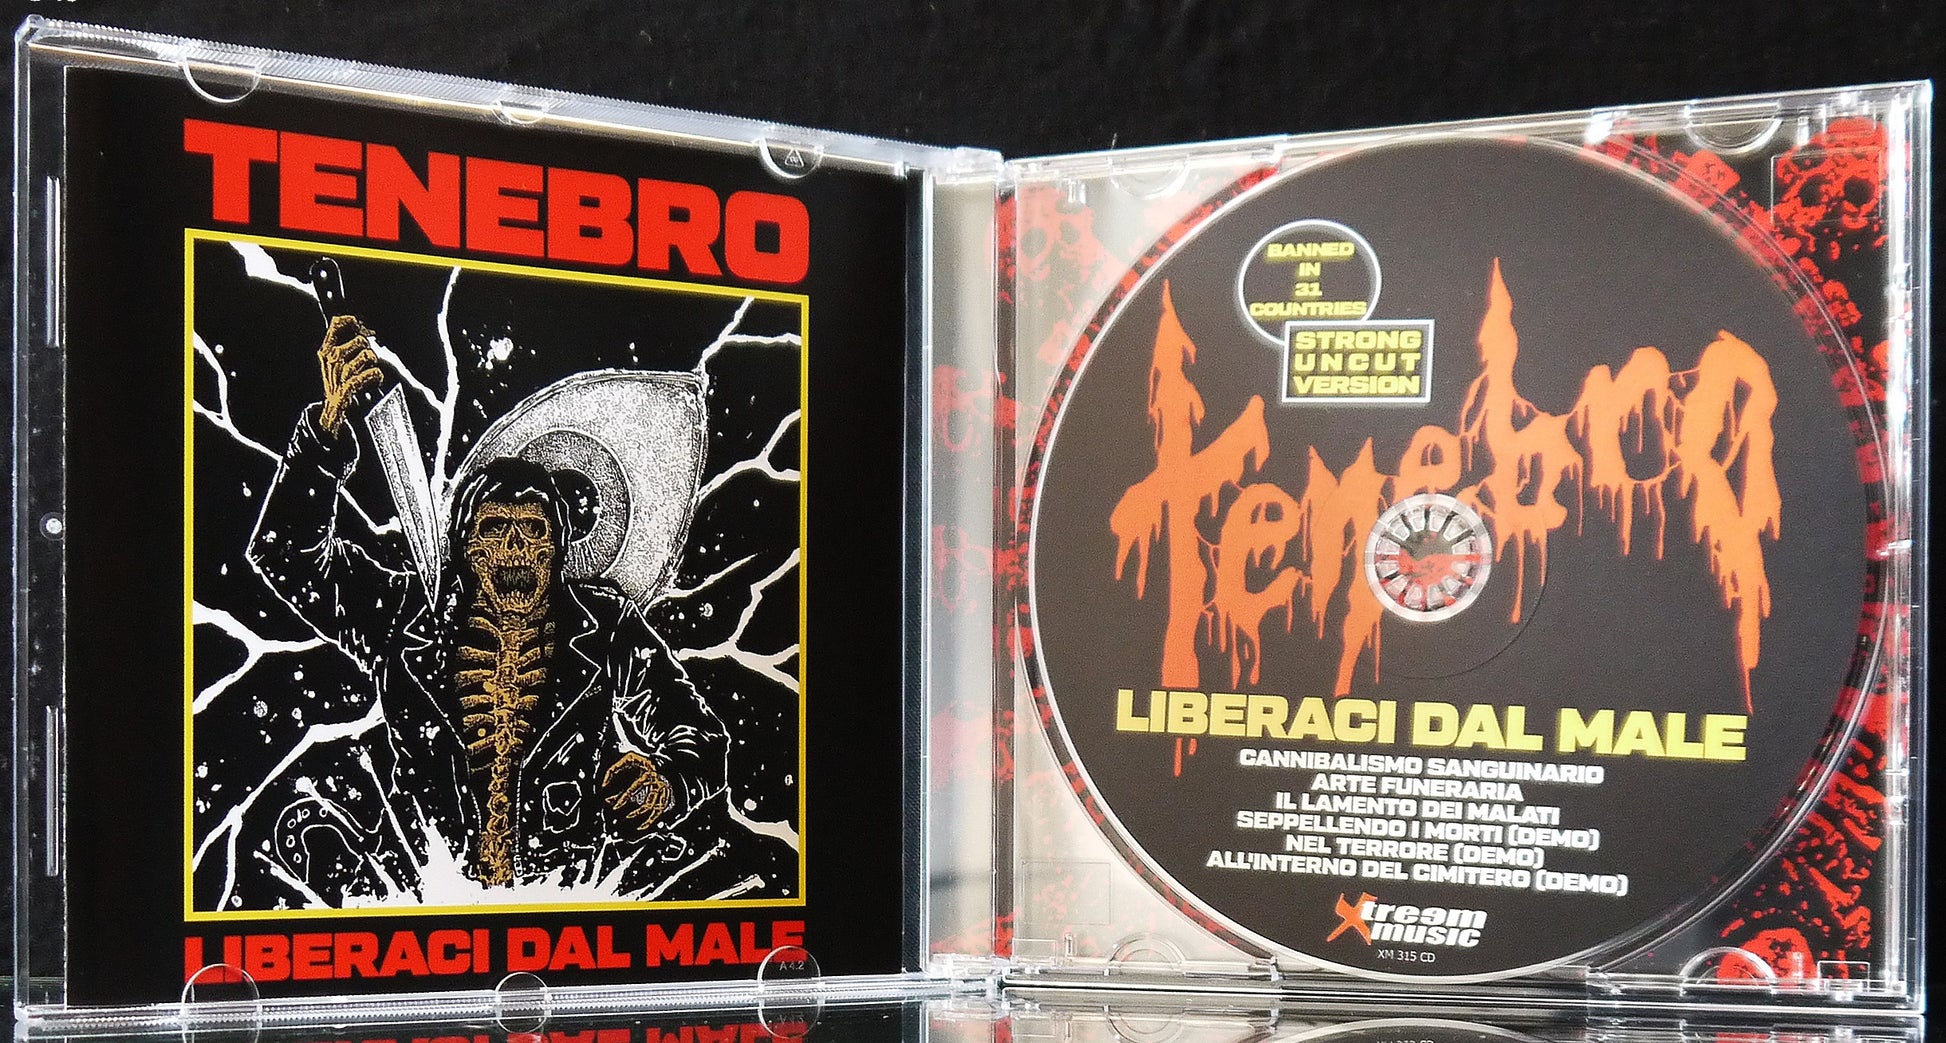 TENEBRO
LIBERACI DAL MALE
A 4.2
BANNED
IN
31
COUNTRIES
STRONG
UNCUT
VERSION
Tenebro
LIBERACI DAL MALE
CANNIBALISMO SANGUINARIO
ARTE FUNERARIA
IL LAMENTO DEI MALATI
SEPPELLENDO I MORTI (DEMO)
NEL TERRORE (DEMO)
ALL'INTERNO DEL CIMITERO (DEMO)
Xtreem
music
XM 315 CD